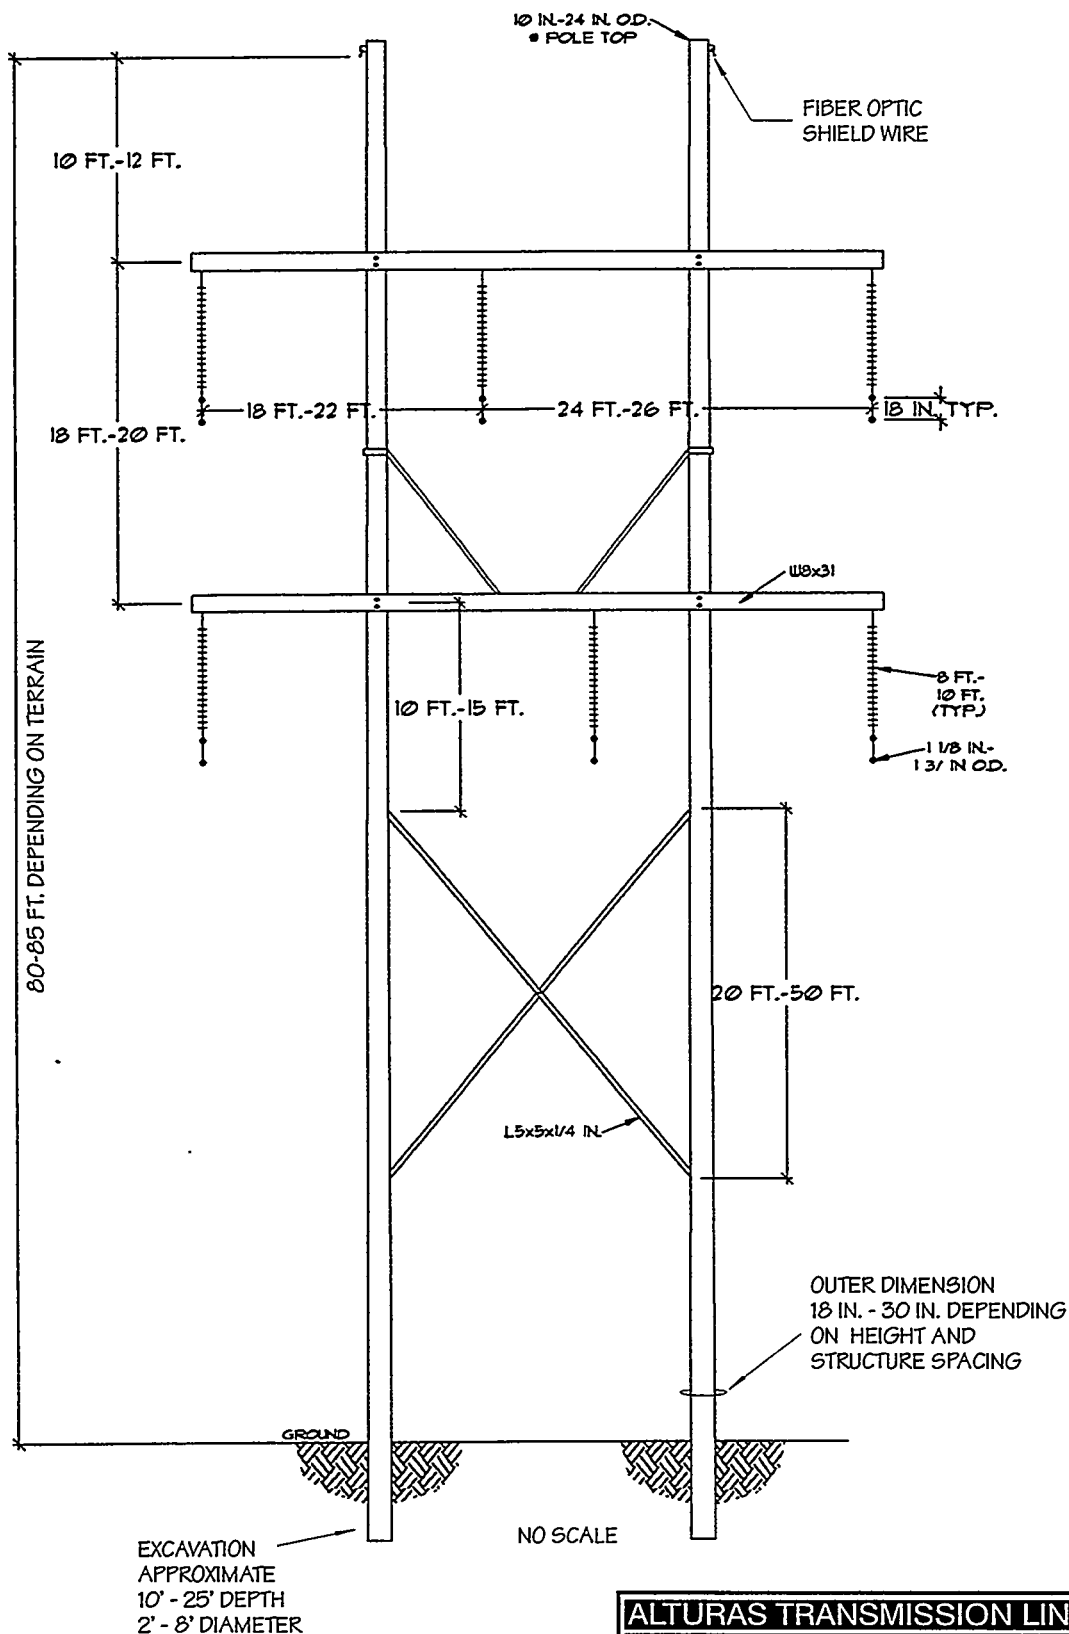 10 IN.-24 IN. O.D.
● POLE TOP
FIBER OPTIC
SHIELD WIRE
10 FT.-12 FT.
18 FT.-22 FT.
24 FT.-26 FT.
18 IN. TYP.
18 FT.-20 FT.
W8x31
8 FT.-
10 FT.
(TYP.)
10 FT.-15 FT.
1 1/8 IN.-
1 3/ IN O.D.
80-85 FT. DEPENDING ON TERRAIN
20 FT.-50 FT.
L5x5x1/4 IN.
OUTER DIMENSION
18 IN. - 30 IN. DEPENDING
ON HEIGHT AND
STRUCTURE SPACING
GROUND
NO SCALE
EXCAVATION
APPROXIMATE
10' - 25' DEPTH
2' - 8' DIAMETER
ALTURAS TRANSMISSION LIN